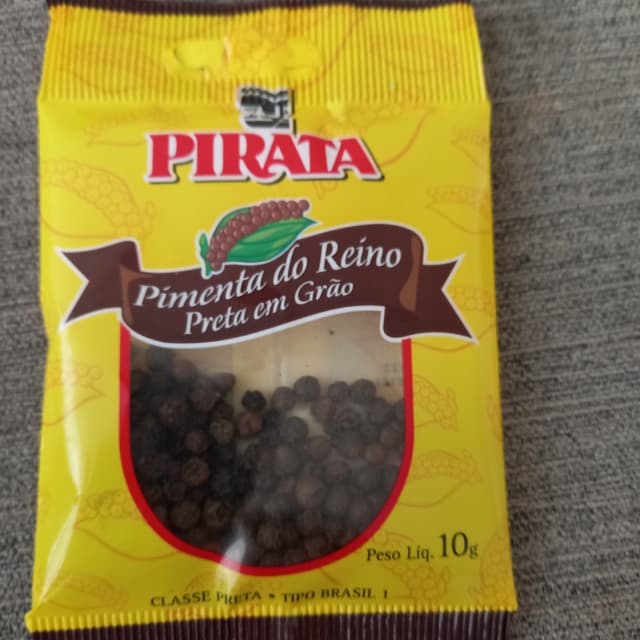 PIRATA
Pimenta do Reino
Preta em Grão
Peso Líq. 10g
CLASSE PRETA • TIPO BRASIL 1